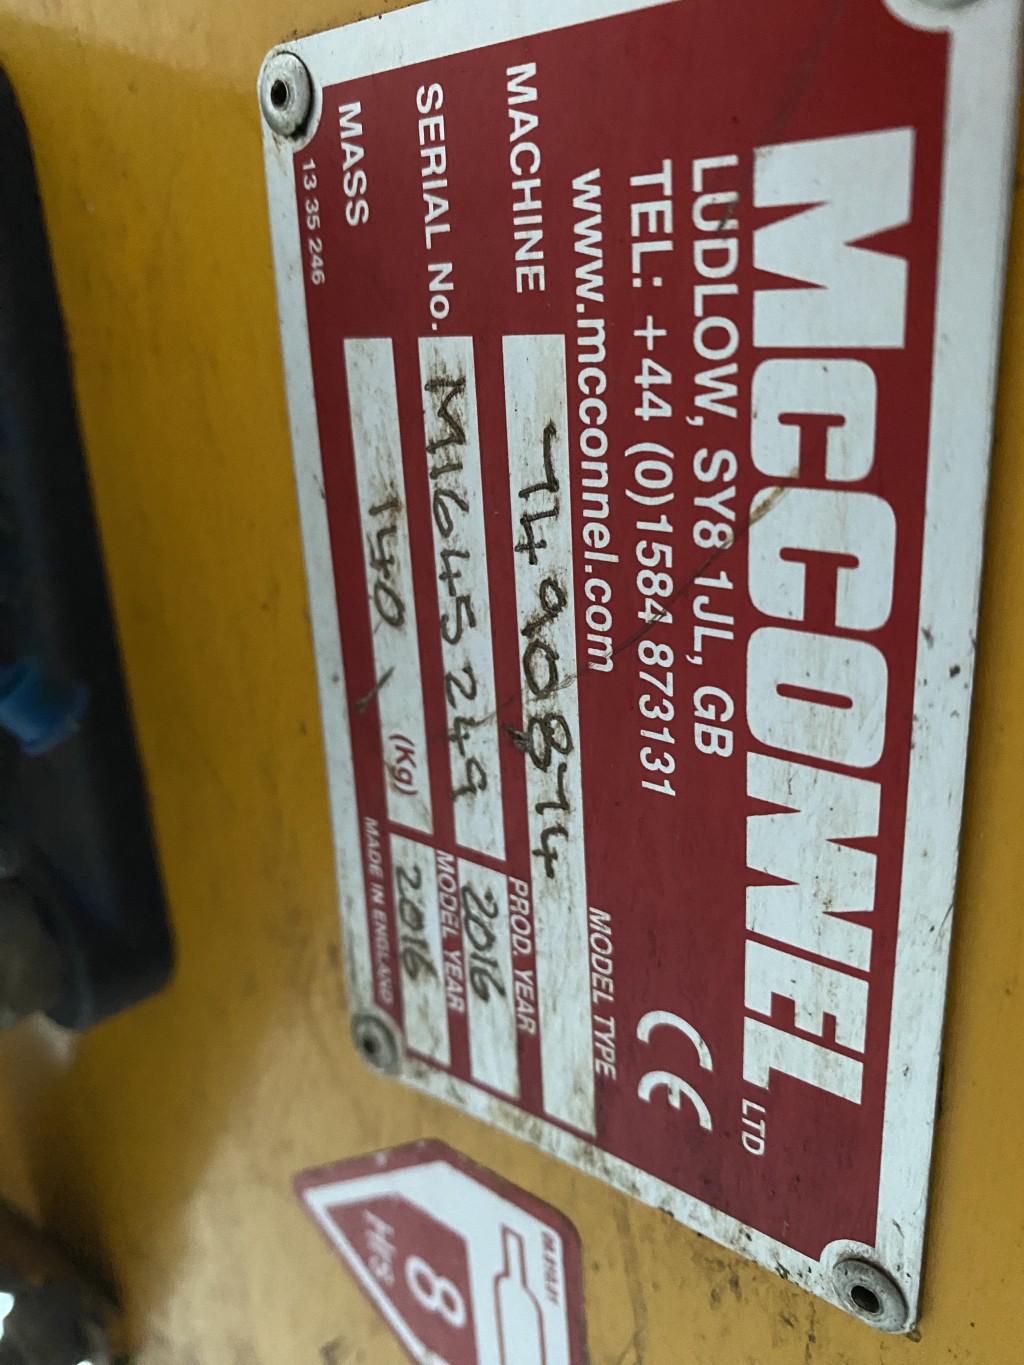 McCONNEL LTD
LUDLOW, SY8 1JL, GB
TEL: +44 (0)1584 873131
www.mcconnel.com
MODEL TYPE
MACHINE 7490874
PROD. YEAR
SERIAL No. M1645249 2016
MODEL YEAR
MASS 140 (Kg) 2016
13 35 246
MADE IN ENGLAND
8
Hrs